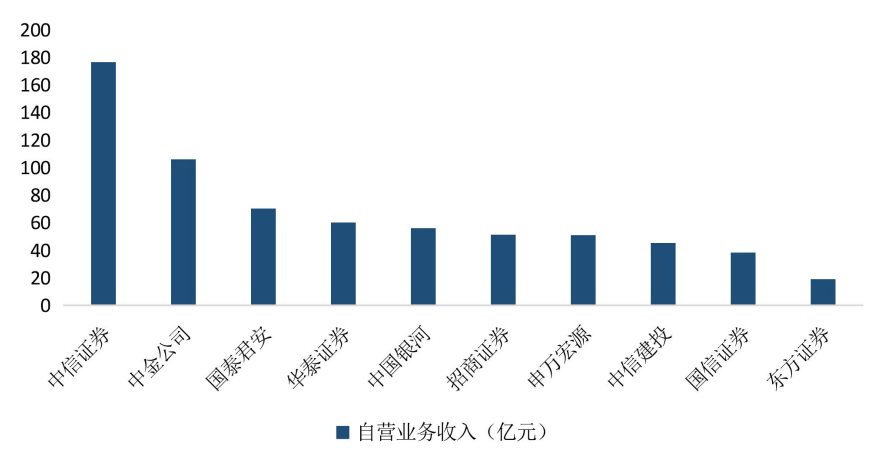 200
180
160
140
120
100
80
60
40
20
0
中信证券
中金公司
国泰君安
华泰证券
中国银河
招商证券
申万宏源
中信建投
国信证券
东方证券
自营业务收入（亿元）